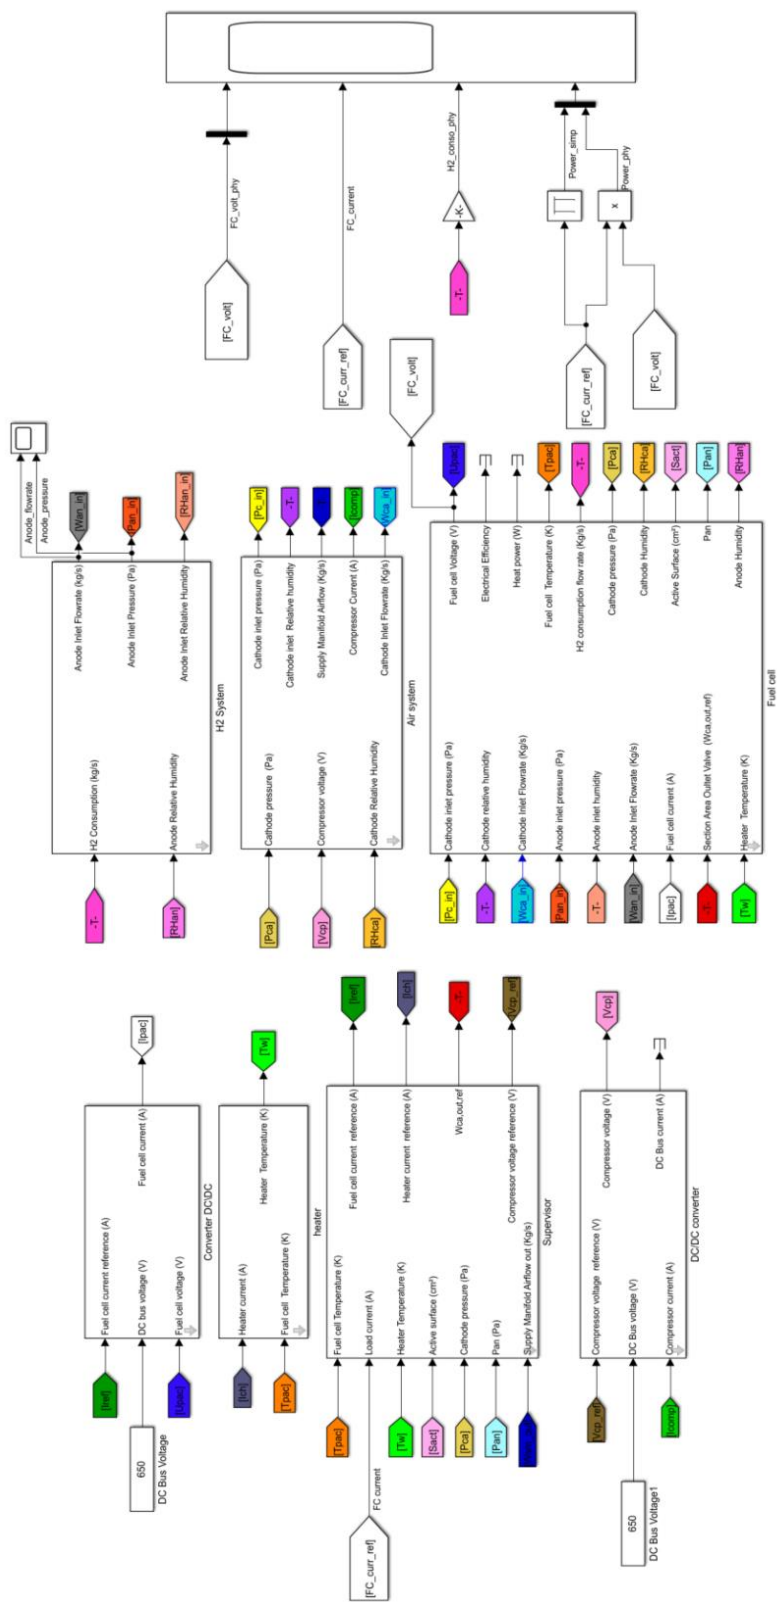 [Iref]
650
DC Bus Voltage
[Upac]
Fuel cell current reference (A)
DC bus voltage (V)
Fuel cell voltage (V)
Fuel cell current (A)
Converter DC\DC
[Ipac]
[Ich]
[Tpac]
Heater current (A)
Fuel cell Temperature (K)
Heater Temperature (K)
heater
[Tw]
[Tpac]
[FC_curr_ref]
FC current
[Tw]
[Sact]
[Pca]
[Pan]
Fuel cell Temperature (K)
Load current (A)
Heater Temperature (K)
Active surface (cm²)
Cathode pressure (Pa)
Pan (Pa)
Supply Manifold Airflow out (Kg/s)
Fuel cell current reference (A)
Heater current reference (A)
Wca,out,ref
Compressor voltage reference (V)
Supervisor
[Iref]
[Ich]
-T-
[Vcp_ref]
[Vcp_ref]
650
DC Bus Voltage1
[Icomp]
Compressor voltage reference (V)
DC Bus voltage (V)
Compressor current (A)
Compressor voltage (V)
DC Bus current (A)
DC/DC converter
[Vcp]
-T-
[RHan]
H2 Consumption (kg/s)
Anode Relative Humidity
Anode Inlet Flowrate (kg/s)
Anode Inlet Pressure (Pa)
Anode Inlet Relative Humidity
H2 System
Anode_flowrate
Anode_pressure
[Wan_in]
[Pan_in]
[RHan_in]
[Pca]
[Vcp]
[RHca]
Cathode pressure (Pa)
Compressor voltage (V)
Cathode Relative Humidity
Cathode inlet pressure (Pa)
Cathode inlet Relative humidity
Supply Manifold Airflow (Kg/s)
Compressor Current (A)
Cathode Inlet Flowrate (Kg/s)
Air system
[Pc_in]
-T-
-T-
[Icomp]
[Wca_in]
[Pc_in]
-T-
[Wca_in]
[Pan_in]
-T-
[Wan_in]
[Ipac]
-T-
[Tw]
Cathode inlet pressure (Pa)
Cathode relative humidity
Cathode Inlet Flowrate (Kg/s)
Anode inlet pressure (Pa)
Anode inlet humidity
Anode Inlet Flowrate (Kg/s)
Fuel cell current (A)
Section Area Oultet Valve (Wca,out,ref)
Heater Temperature (K)
Fuel cell Voltage (V)
Electrical Efficiency
Heat power (W)
Fuel cell Temperature (K)
H2 consumption flow rate (Kg/s)
Cathode pressure (Pa)
Cathode Humidity
Active Surface (cm²)
Pan
Anode Humidity
Fuel cell
[FC_volt]
[Upac]
[Tpac]
-T-
[Pca]
[RHca]
[Sact]
[Pan]
[RHan]
[FC_volt]
FC_volt_phy
[FC_curr_ref]
FC_current
-T-
-K-
H2_conso_phy
[FC_curr_ref]
[FC_volt]
x
Power_simp
Power_phy